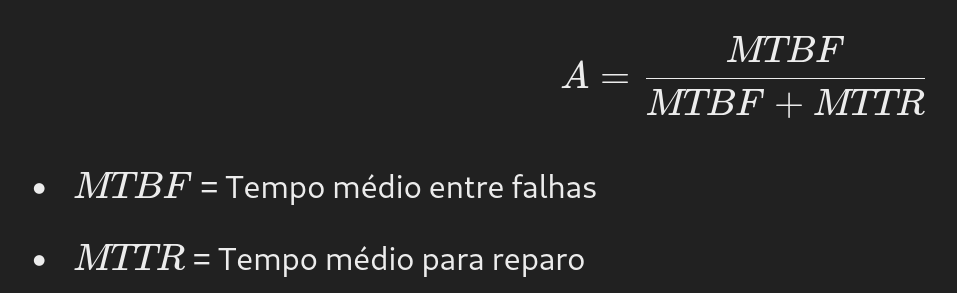 A = MTBF / (MTBF + MTTR)
• MTBF = Tempo médio entre falhas
• MTTR = Tempo médio para reparo